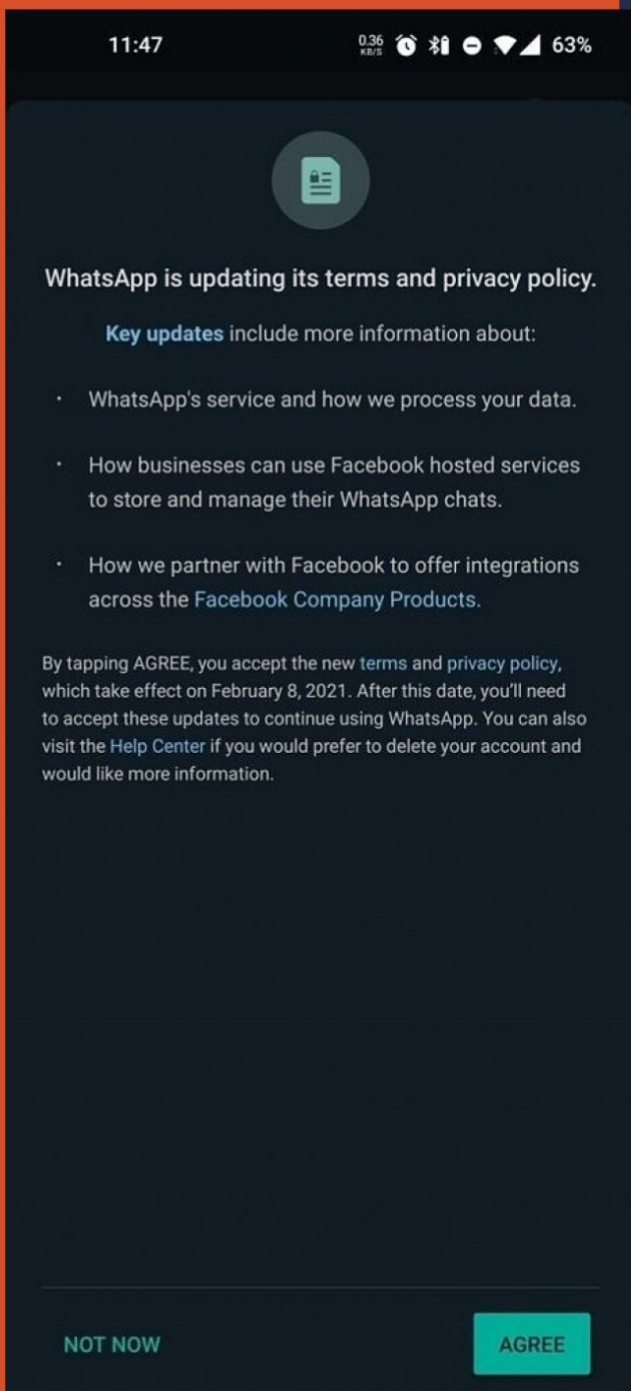 11:47 0.36 KB/S 63%
WhatsApp is updating its terms and privacy policy.
Key updates include more information about:
· WhatsApp's service and how we process your data.
· How businesses can use Facebook hosted services
to store and manage their WhatsApp chats.
· How we partner with Facebook to offer integrations
across the Facebook Company Products.
By tapping AGREE, you accept the new terms and privacy policy,
which take effect on February 8, 2021. After this date, you'll need
to accept these updates to continue using WhatsApp. You can also
visit the Help Center if you would prefer to delete your account and
would like more information.
NOT NOW AGREE